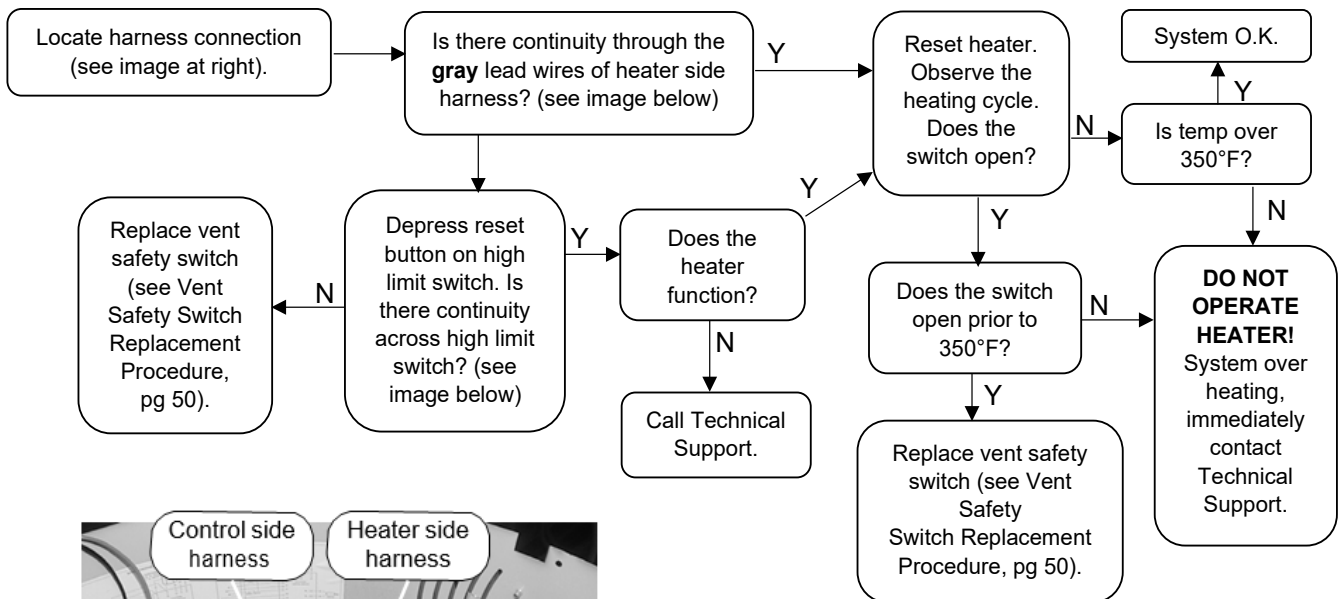 Locate harness connection
(see image at right).
Is there continuity through the
gray lead wires of heater side
harness? (see image below)
Y
Reset heater.
Observe the
heating cycle.
Does the
switch open?
N
Is temp over
350°F?
Y
System O.K.
N
DO NOT
OPERATE
HEATER!
System over
heating,
immediately
contact
Technical
Support.
Depress reset
button on high
limit switch. Is
there continuity
across high limit
switch? (see
image below)
N
Replace vent
safety switch
(see Vent
Safety Switch
Replacement
Procedure,
pg 50).
Y
Does the
heater
function?
Y
N
Call Technical
Support.
Y
Does the switch
open prior to
350°F?
N
Y
Replace vent safety
switch (see Vent
Safety
Switch Replacement
Procedure, pg 50).
Control side
harness
Heater side
harness